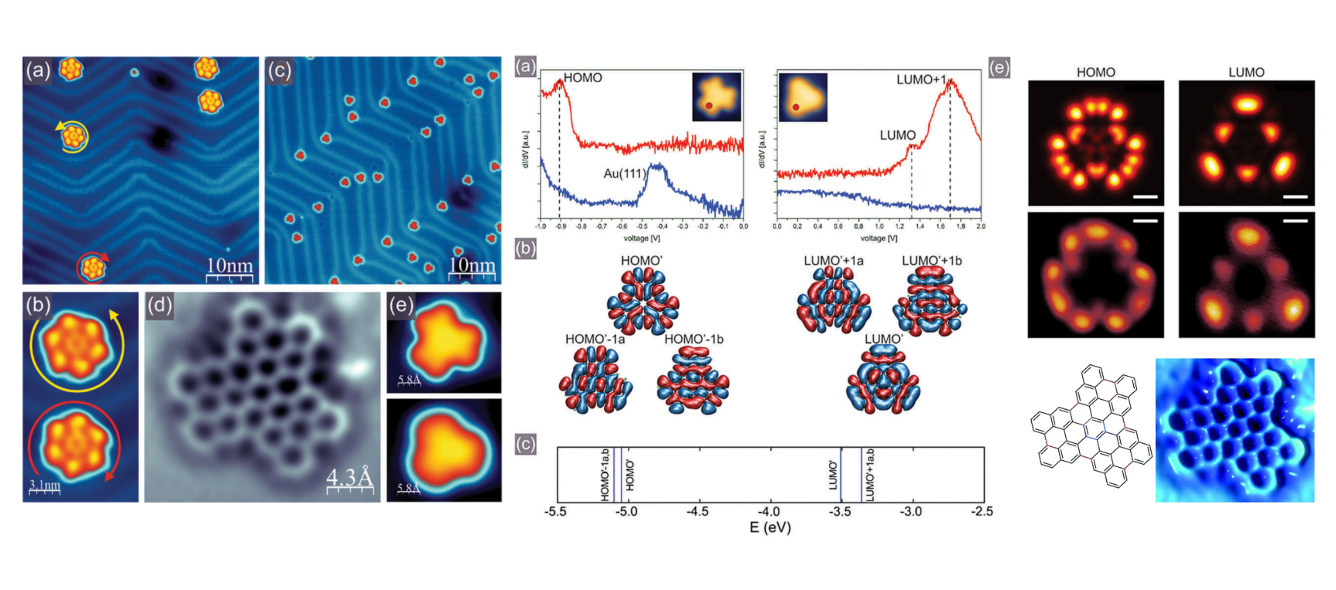 (a)
10nm
(c)
10nm
(b)
3.1nm
(d)
4.3Å
(e)
5.8Å
5.8Å
(a)
HOMO
Au(111)
dI/dV [a.u.]
-1,0 -0,9 -0,8 -0,7 -0,6 -0,5 -0,4 -0,3 -0,2 -0,1 0,0
voltage [V]
LUMO+1
LUMO
dI/dV [a.u.]
0,0 0,2 0,4 0,6 0,8 1,0 1,2 1,4 1,6 1,8 2,0
voltage [V]
(b)
HOMO'
HOMO'-1a
HOMO'-1b
LUMO'+1a
LUMO'+1b
LUMO'
(c)
HOMO'-1a,b
HOMO'
LUMO'
LUMO'+1a,b
-5.5 -5.0 -4.5 -4.0 -3.5 -3.0 -2.5
E (eV)
(e)
HOMO
LUMO